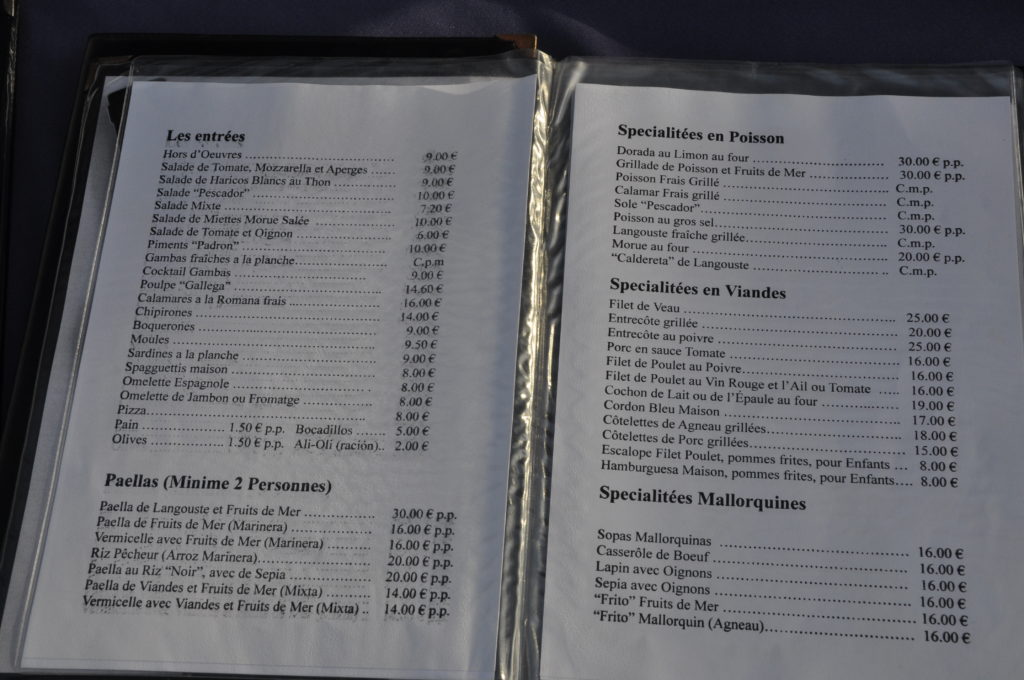 Les entrées
Hors d'Oeuvres ........ 9.00 €
Salade de Tomate, Mozzarella et Aperges ...... 9.00 €
Salade de Haricos Blancs au Thon ........ 9.00 €
Salade "Pescador" ........ 10.00 €
Salade Mixte ........ 7.20 €
Salade de Miettes Morue Salée ........ 10.00 €
Salade de Tomate et Oignon ........ 6.00 €
Piments "Padron" ........ 10.00 €
Gambas fraîches a la planche........ C.p.m
Cocktail Gambas ........ 9.00 €
Poulpe "Gallega" ........ 14.60 €
Calamares a la Romana frais ........ 16.00 €
Chipirones ........ 14.00 €
Boquerones ........ 9.00 €
Moules ........ 9.50 €
Sardines a la planche ........ 9.00 €
Spagguettis maison ........ 8.00 €
Omelette Espagnole ........ 8.00 €
Omelette de Jambon ou Fromatge ........ 8.00 €
Pizza........ 8.00 €
Pain ........ 1.50 € p.p. Bocadillos ....... 5.00 €
Olives ........ 1.50 € p.p. Ali-Oli (ración).. 2.00 €
Paellas (Minime 2 Personnes)
Paella de Langouste et Fruits de Mer ........ 30.00 € p.p.
Paella de Fruits de Mer (Marinera) ........ 16.00 € p.p.
Vermicelle avec Fruits de Mer (Marinera) ........ 16.00 € p.p.
Riz Pêcheur (Arroz Marinera)........ 20.00 € p.p.
Paella au Riz "Noir", avec de Sepia ........ 20.00 € p.p.
Paella de Viandes et Fruits de Mer (Mixta) ........ 14.00 € p.p.
Vermicelle avec Viandes et Fruits de Mer (Mixta) .. 14.00 € p.p.
Specialitées en Poisson
Dorada au Limon au four ........ 30.00 € p.p.
Grillade de Poisson et Fruits de Mer ........ 30.00 € p.p.
Poisson Frais Grillé ........ C.m.p.
Calamar Frais grillé ........ C.m.p.
Sole "Pescador"........ C.m.p.
Poisson au gros sel........ 30.00 € p.p.
Langouste fraîche grillée........ C.m.p.
Morue au four ........ 20.00 € p.p.
"Caldereta" de Langouste ........ C.m.p.
Specialitées en Viandes
Filet de Veau ........ 25.00 €
Entrecôte grillée ........ 20.00 €
Entrecôte au poivre ........ 25.00 €
Porc en sauce Tomate ........ 16.00 €
Filet de Poulet au Poivre........ 16.00 €
Filet de Poulet au Vin Rouge et l'Ail ou Tomate ..... 16.00 €
Cochon de Lait ou de l'Épaule au four ........ 19.00 €
Cordon Bleu Maison ........ 17.00 €
Côtelettes de Agneau grillées........ 18.00 €
Côtelettes de Porc grillées........ 15.00 €
Escalope Filet Poulet, pommes frites, pour Enfants ... 8.00 €
Hamburguesa Maison, pommes frites, pour Enfants.... 8.00 €
Specialitées Mallorquines
Sopas Mallorquinas ........ 16.00 €
Casserôle de Boeuf ........ 16.00 €
Lapin avec Oignons ........ 16.00 €
Sepia avec Oignons ........ 16.00 €
"Frito" Fruits de Mer ........ 16.00 €
"Frito" Mallorquin (Agneau)........ 16.00 €